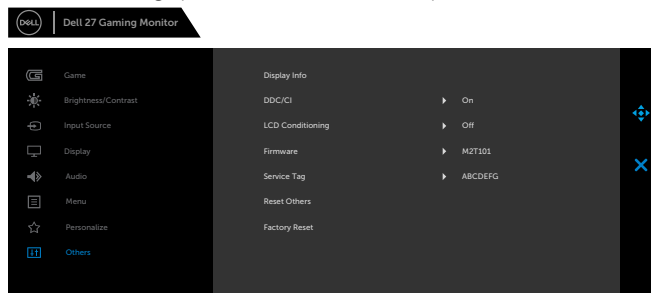 DELL
Dell 27 Gaming Monitor
Game
Display Info
Brightness/Contrast
DDC/CI
On
Input Source
LCD Conditioning
Off
Display
Firmware
M2T101
Audio
Service Tag
ABCDEFG
Menu
Reset Others
Personalize
Factory Reset
Others